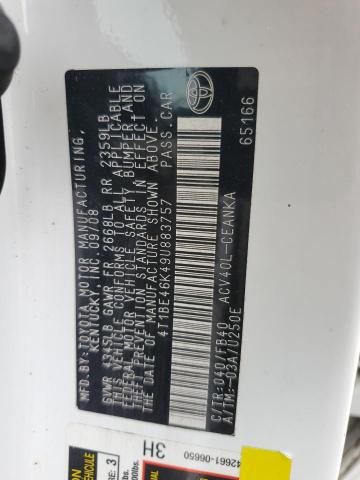 MFD.BY:TOYOTA MOTOR MANUFACTURING,
KENTUCKY, INC. 09/08
GVWR 4345LB GAWR FR 2668LB RR 2359LB
THIS VEHICLE CONFORMS TO ALL APPLICABLE
FEDERAL MOTOR VEHICLE SAFETY, BUMPER,AND
THEFT PREVENTION STANDARDS IN EFFECT ON
THE DATE OF MANUFACTURE SHOWN ABOVE.
4T1BE46K49U883757 PASS.CAR
C/TR:040/FB40 ACV40L-CEANKA
A/TM:-03A/U250E
65166
TOYOTA
42661-06650
3H